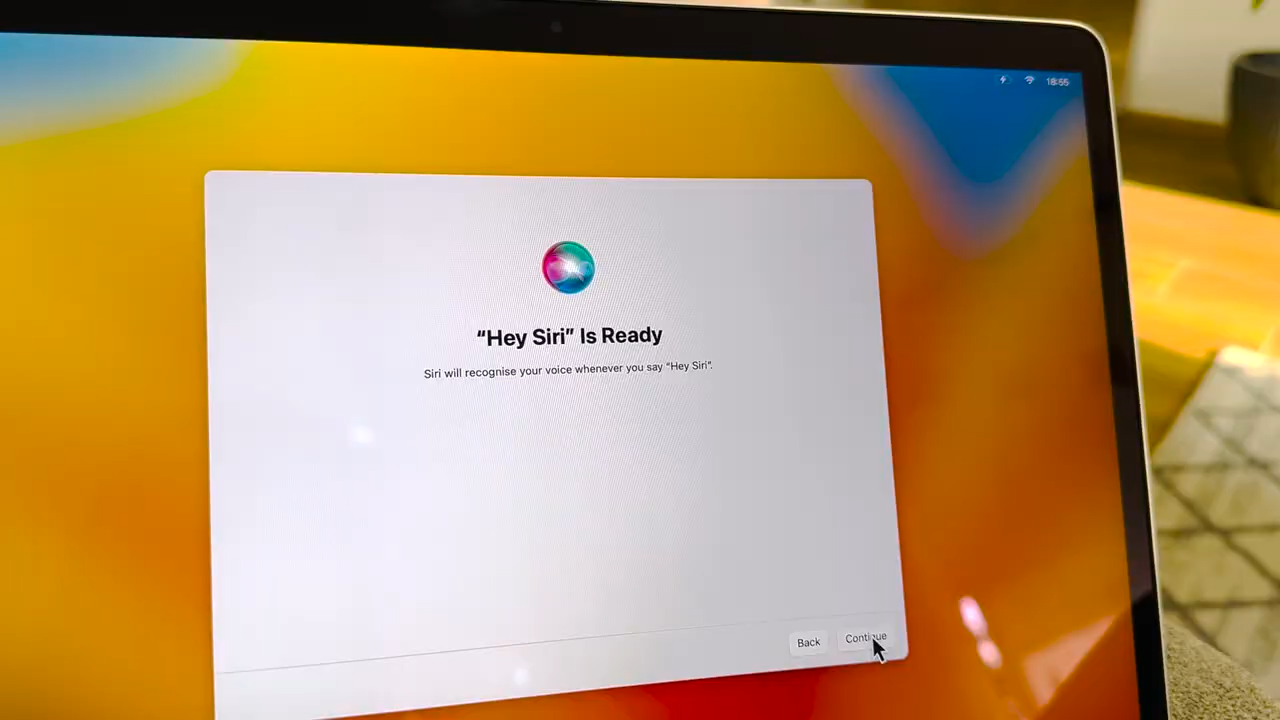 18:55
“Hey Siri” Is Ready
Siri will recognise your voice whenever you say “Hey Siri”.
Back
Continue